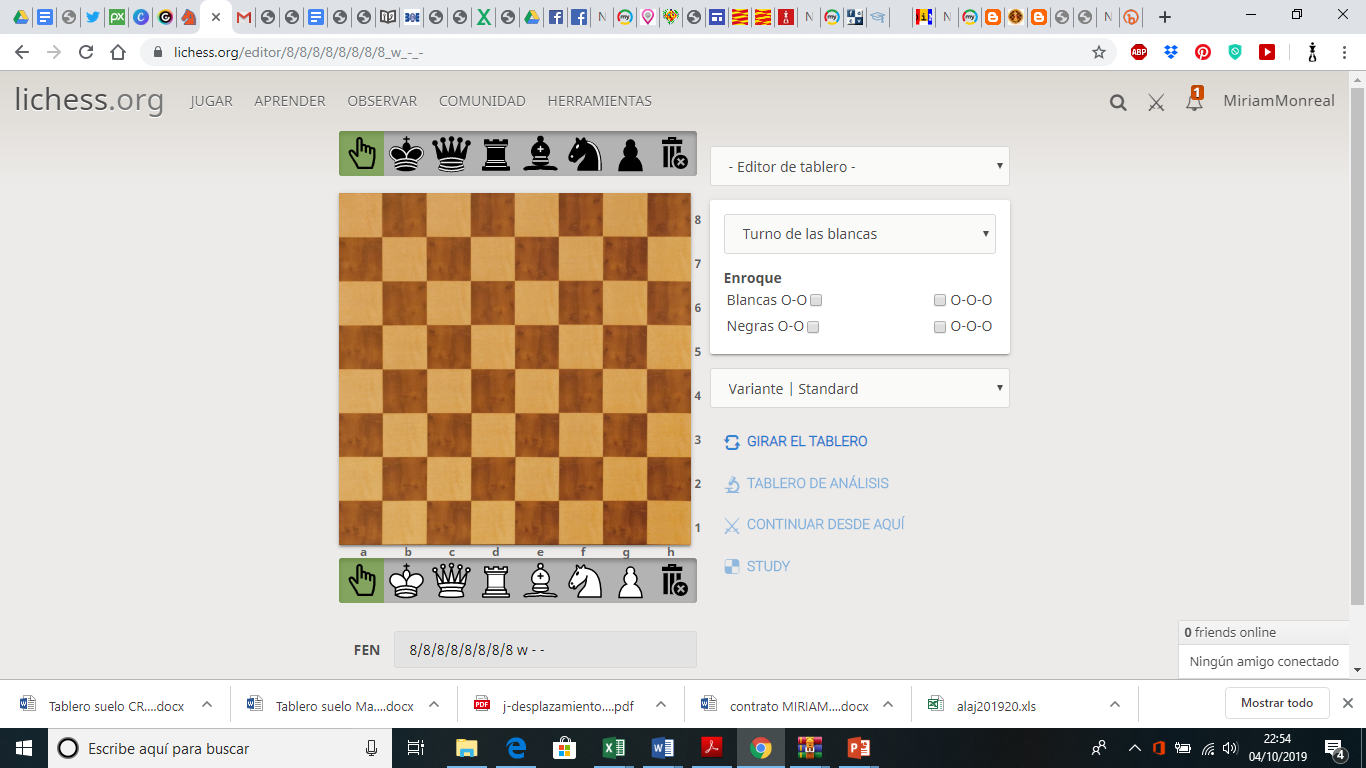 lichess.org/editor/8/8/8/8/8/8/8/8_w_-_-
ABP
lichess.org JUGAR APRENDER OBSERVAR COMUNIDAD HERRAMIENTAS 1 MiriamMonreal
- Editor de tablero -
8
Turno de las blancas
7
Enroque
Blancas O-O O-O-O
6
Negras O-O O-O-O
5
Variante | Standard
4
3
GIRAR EL TABLERO
2
TABLERO DE ANÁLISIS
1
CONTINUAR DESDE AQUÍ
a b c d e f g h
STUDY
0 friends online
FEN 8/8/8/8/8/8/8/8 w - -
Ningún amigo conectado
Tablero suelo CR....docx
Tablero suelo Ma....docx
PDF
j-desplazamiento....pdf
contrato MIRIAM....docx
alaj201920.xls
Mostrar todo
Escribe aquí para buscar
22:54
04/10/2019
4